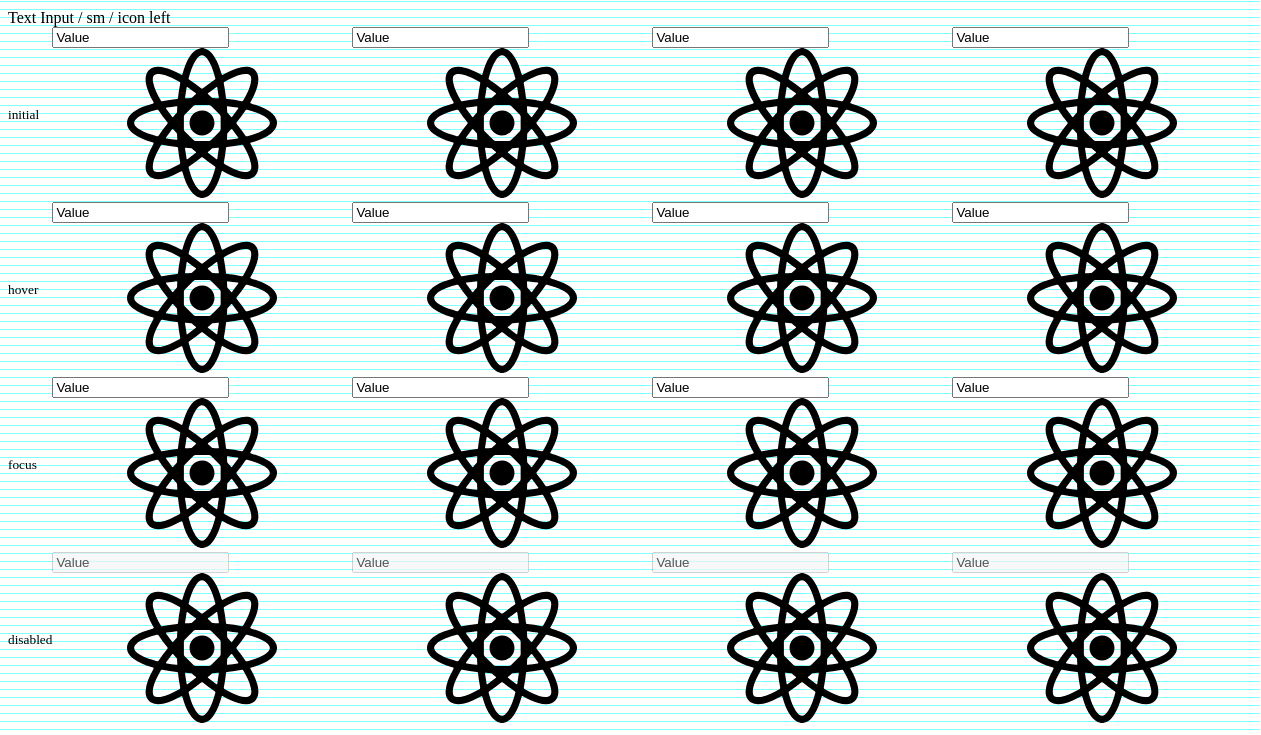 Text Input / sm / icon left
Value Value Value Value
initial
Value Value Value Value
hover
Value Value Value Value
focus
Value Value Value Value
disabled